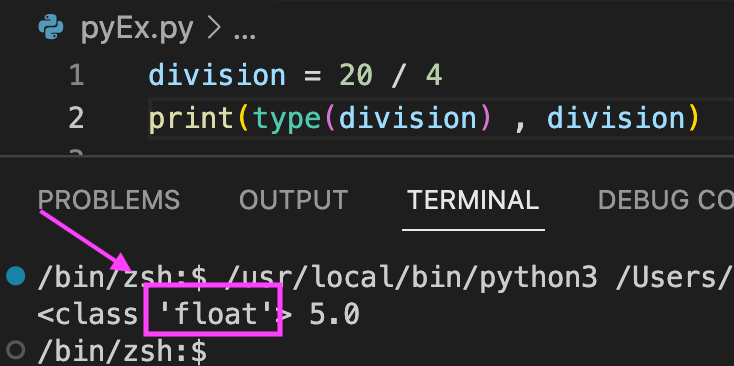 pyEx.py > ...
1 division = 20 / 4
2 print(type(division) , division)
PROBLEMS OUTPUT TERMINAL DEBUG CO
/bin/zsh:$ /usr/local/bin/python3 /Users/
<class 'float'> 5.0
/bin/zsh:$